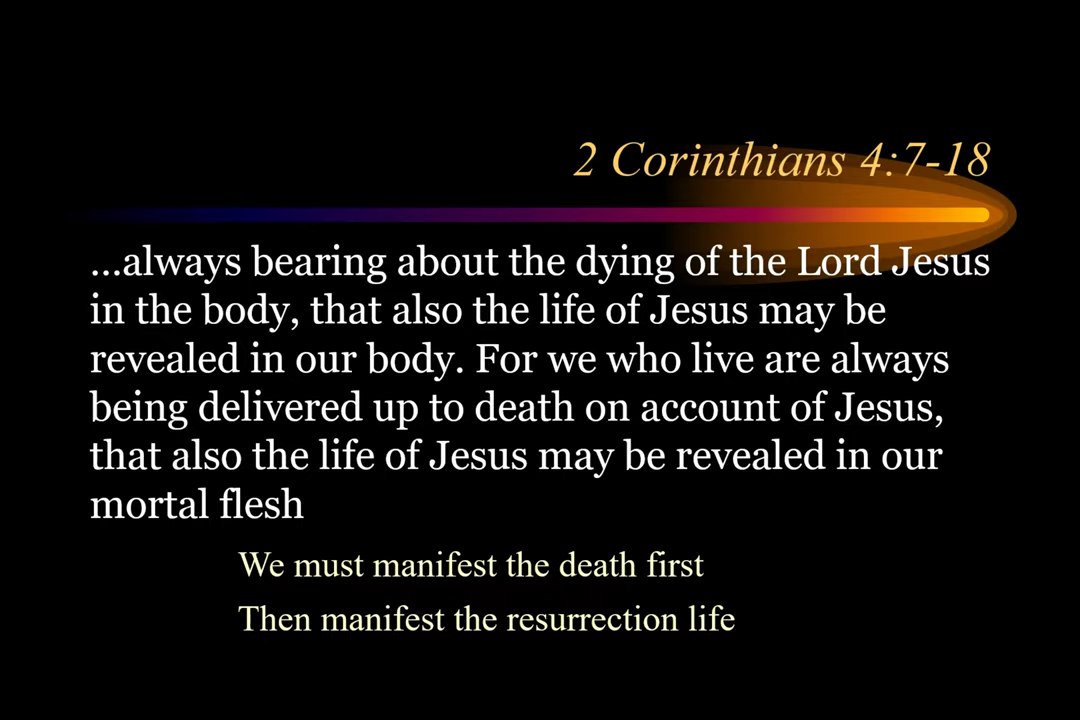 2 Corinthians 4:7-18
...always bearing about the dying of the Lord Jesus
in the body, that also the life of Jesus may be
revealed in our body. For we who live are always
being delivered up to death on account of Jesus,
that also the life of Jesus may be revealed in our
mortal flesh
We must manifest the death first
Then manifest the resurrection life